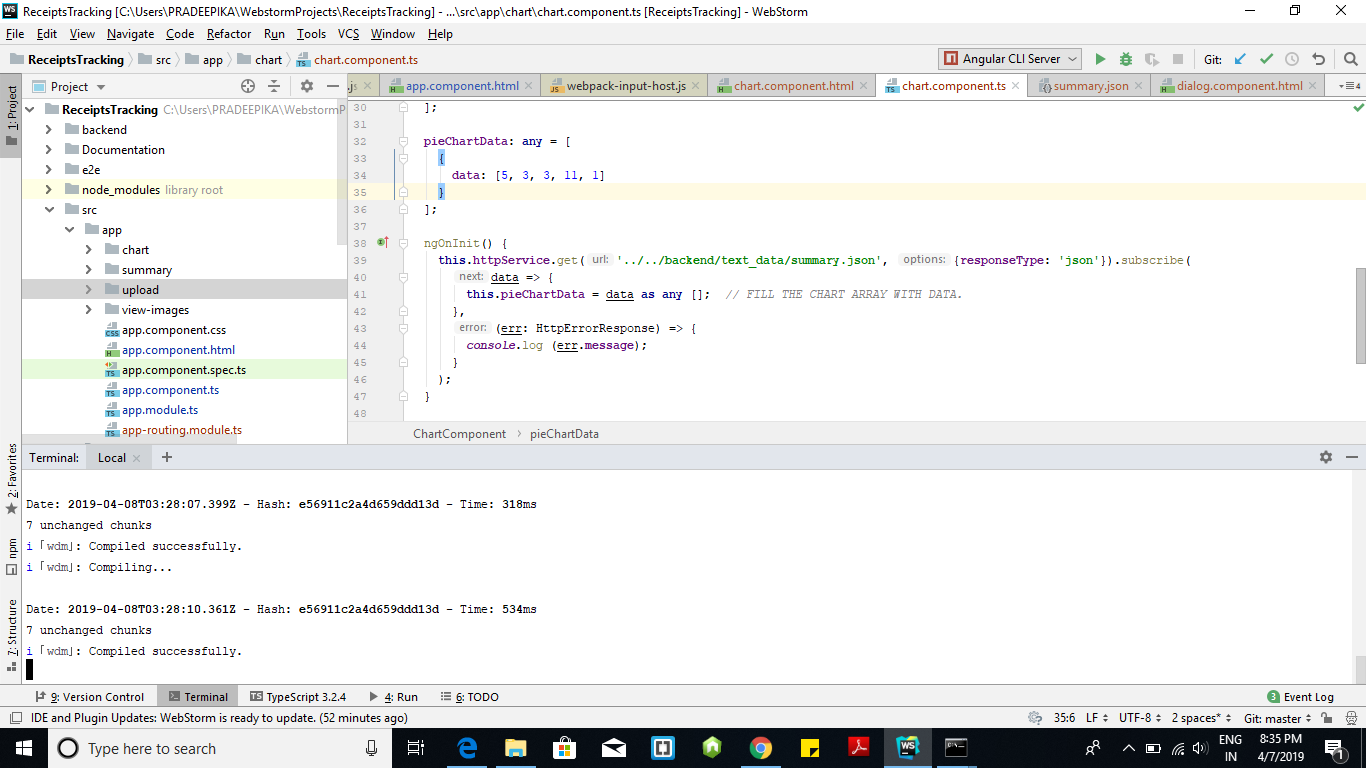 ReceiptsTracking [C:\Users\PRADEEPIKA\WebstormProjects\ReceiptsTracking] - ...\src\app\chart\chart.component.ts [ReceiptsTracking] - WebStorm
File Edit View Navigate Code Refactor Run Tools VCS Window Help
ReceiptsTracking src app chart chart.component.ts Angular CLI Server Git:
Project .js app.component.html webpack-input-host.js chart.component.html chart.component.ts summary.json dialog.component.html 4
1: Project
ReceiptsTracking C:\Users\PRADEEPIKA\WebstormP
backend
Documentation
e2e
node_modules library root
src
app
chart
summary
upload
view-images
app.component.css
app.component.html
app.component.spec.ts
app.component.ts
app.module.ts
app-routing.module.ts
30 ];
31
32 pieChartData: any = [
33 {
34 data: [5, 3, 3, 11, 1]
35 }
36 ];
37
38 ngOnInit() {
39 this.httpService.get( url: '../../backend/text_data/summary.json', options: {responseType: 'json'}).subscribe(
40 next: data => {
41 this.pieChartData = data as any []; // FILL THE CHART ARRAY WITH DATA.
42 },
43 error: (err: HttpErrorResponse) => {
44 console.log (err.message);
45 }
46 );
47 }
48
ChartComponent › pieChartData
2: Favorites
npm
7: Structure
Terminal: Local
Date: 2019-04-08T03:28:07.399Z - Hash: e56911c2a4d659ddd13d - Time: 318ms
7 unchanged chunks
i 「wdm」: Compiled successfully.
i 「wdm」: Compiling...
Date: 2019-04-08T03:28:10.361Z - Hash: e56911c2a4d659ddd13d - Time: 534ms
7 unchanged chunks
i 「wdm」: Compiled successfully.
9: Version Control Terminal TypeScript 3.2.4 4: Run 6: TODO 3 Event Log
IDE and Plugin Updates: WebStorm is ready to update. (52 minutes ago) 35:6 LF UTF-8 2 spaces* Git: master
Type here to search
ENG
IN
8:35 PM
4/7/2019
1